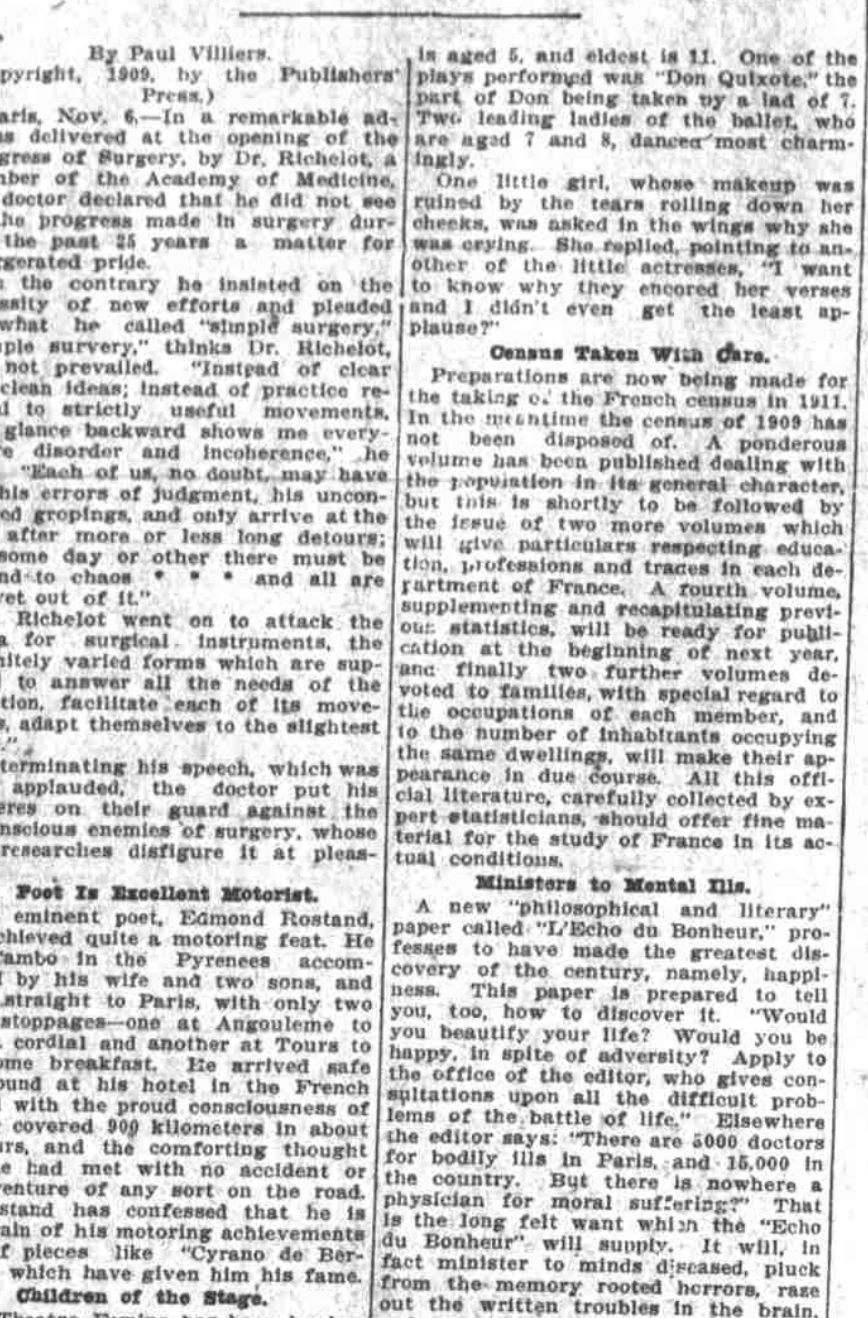 By Paul Villiers.
pyright, 1909, by the Publishers'
Press.)
aris, Nov. 6,—In a remarkable ad-
ss delivered at the opening of the
gress of Surgery, by Dr. Richelot, a
mber of the Academy of Medicine,
doctor declared that he did not see
he progress made in surgery dur-
the past 25 years a matter for
ggerated pride.
n the contrary he insisted on the
ssity of new efforts and pleaded
what he called "simple surgery,"
ple survery," thinks Dr. Richelot,
not prevailed. "Instead of clear
clean ideas; instead of practice re-
d to strictly useful movements,
glance backward shows me every-
e disorder and incoherence," he
"Each of us, no doubt, may have
his errors of judgment, his uncon-
ed gropings, and only arrive at the
after more or less long detours;
some day or other there must be
nd to chaos * * * and all are
yet out of it."
Richelot went on to attack the
a for surgical instruments, the
nitely varied forms which are sup-
to answer all the needs of the
tion, facilitate each of its move-
s, adapt themselves to the slightest
."
terminating his speech, which was
applauded, the doctor put his
eres on their guard against the
nscious enemies of surgery, whose
researches disfigure it at pleas-
Poet Is Excellent Motorist.
eminent poet, Edmond Rostand,
chieved quite a motoring feat. He
Cambo in the Pyrenees accom-
d by his wife and two sons, and
straight to Paris, with only two
stoppages—one at Angouleme to
cordial and another at Tours to
ome breakfast. He arrived safe
ound at his hotel in the French
with the proud consciousness of
covered 900 kilometers in about
urs, and the comforting thought
e had met with no accident or
venture of any sort on the road.
stand has confessed that he is
ain of his motoring achievements
f pieces like "Cyrano de Ber-
which have given him his fame.
Children of the Stage.
is aged 5, and eldest is 11. One of the
plays performed was "Don Quixote," the
part of Don being taken by a lad of 7.
Two leading ladies of the ballet, who
are aged 7 and 8, danced most charm-
ingly.
One little girl, whose makeup was
ruined by the tears rolling down her
cheeks, was asked in the wings why she
was crying. She replied, pointing to an-
other of the little actresses, "I want
to know why they encored her verses
and I didn't even get the least ap-
plause?"
Census Taken With Care.
Preparations are now being made for
the taking of the French census in 1911.
In the meantime the census of 1909 has
not been disposed of. A ponderous
volume has been published dealing with
the population in its general character,
but this is shortly to be followed by
the issue of two more volumes which
will give particulars respecting educa-
tion, professions and trades in each de-
partment of France. A fourth volume,
supplementing and recapitulating previ-
ous statistics, will be ready for publi-
cation at the beginning of next year,
and finally two further volumes de-
voted to families, with special regard to
the occupations of each member, and
to the number of inhabitants occupying
the same dwellings, will make their ap-
pearance in due course. All this offi-
cial literature, carefully collected by ex-
pert statisticians, should offer fine ma-
terial for the study of France in its ac-
tual conditions.
Ministers to Mental Ills.
A new "philosophical and literary"
paper called "L'Echo du Bonheur," pro-
fesses to have made the greatest dis-
covery of the century, namely, happi-
ness. This paper is prepared to tell
you, too, how to discover it. "Would
you beautify your life? Would you be
happy, in spite of adversity? Apply to
the office of the editor, who gives con-
sultations upon all the difficult prob-
lems of the battle of life." Elsewhere
the editor says: "There are 5000 doctors
for bodily ills in Paris, and 15,000 in
the country. But there is nowhere a
physician for moral suffering?" That
is the long felt want which the "Echo
du Bonheur" will supply. It will, in
fact minister to minds diseased, pluck
from the memory rooted horrors, raze
out the written troubles in the brain,